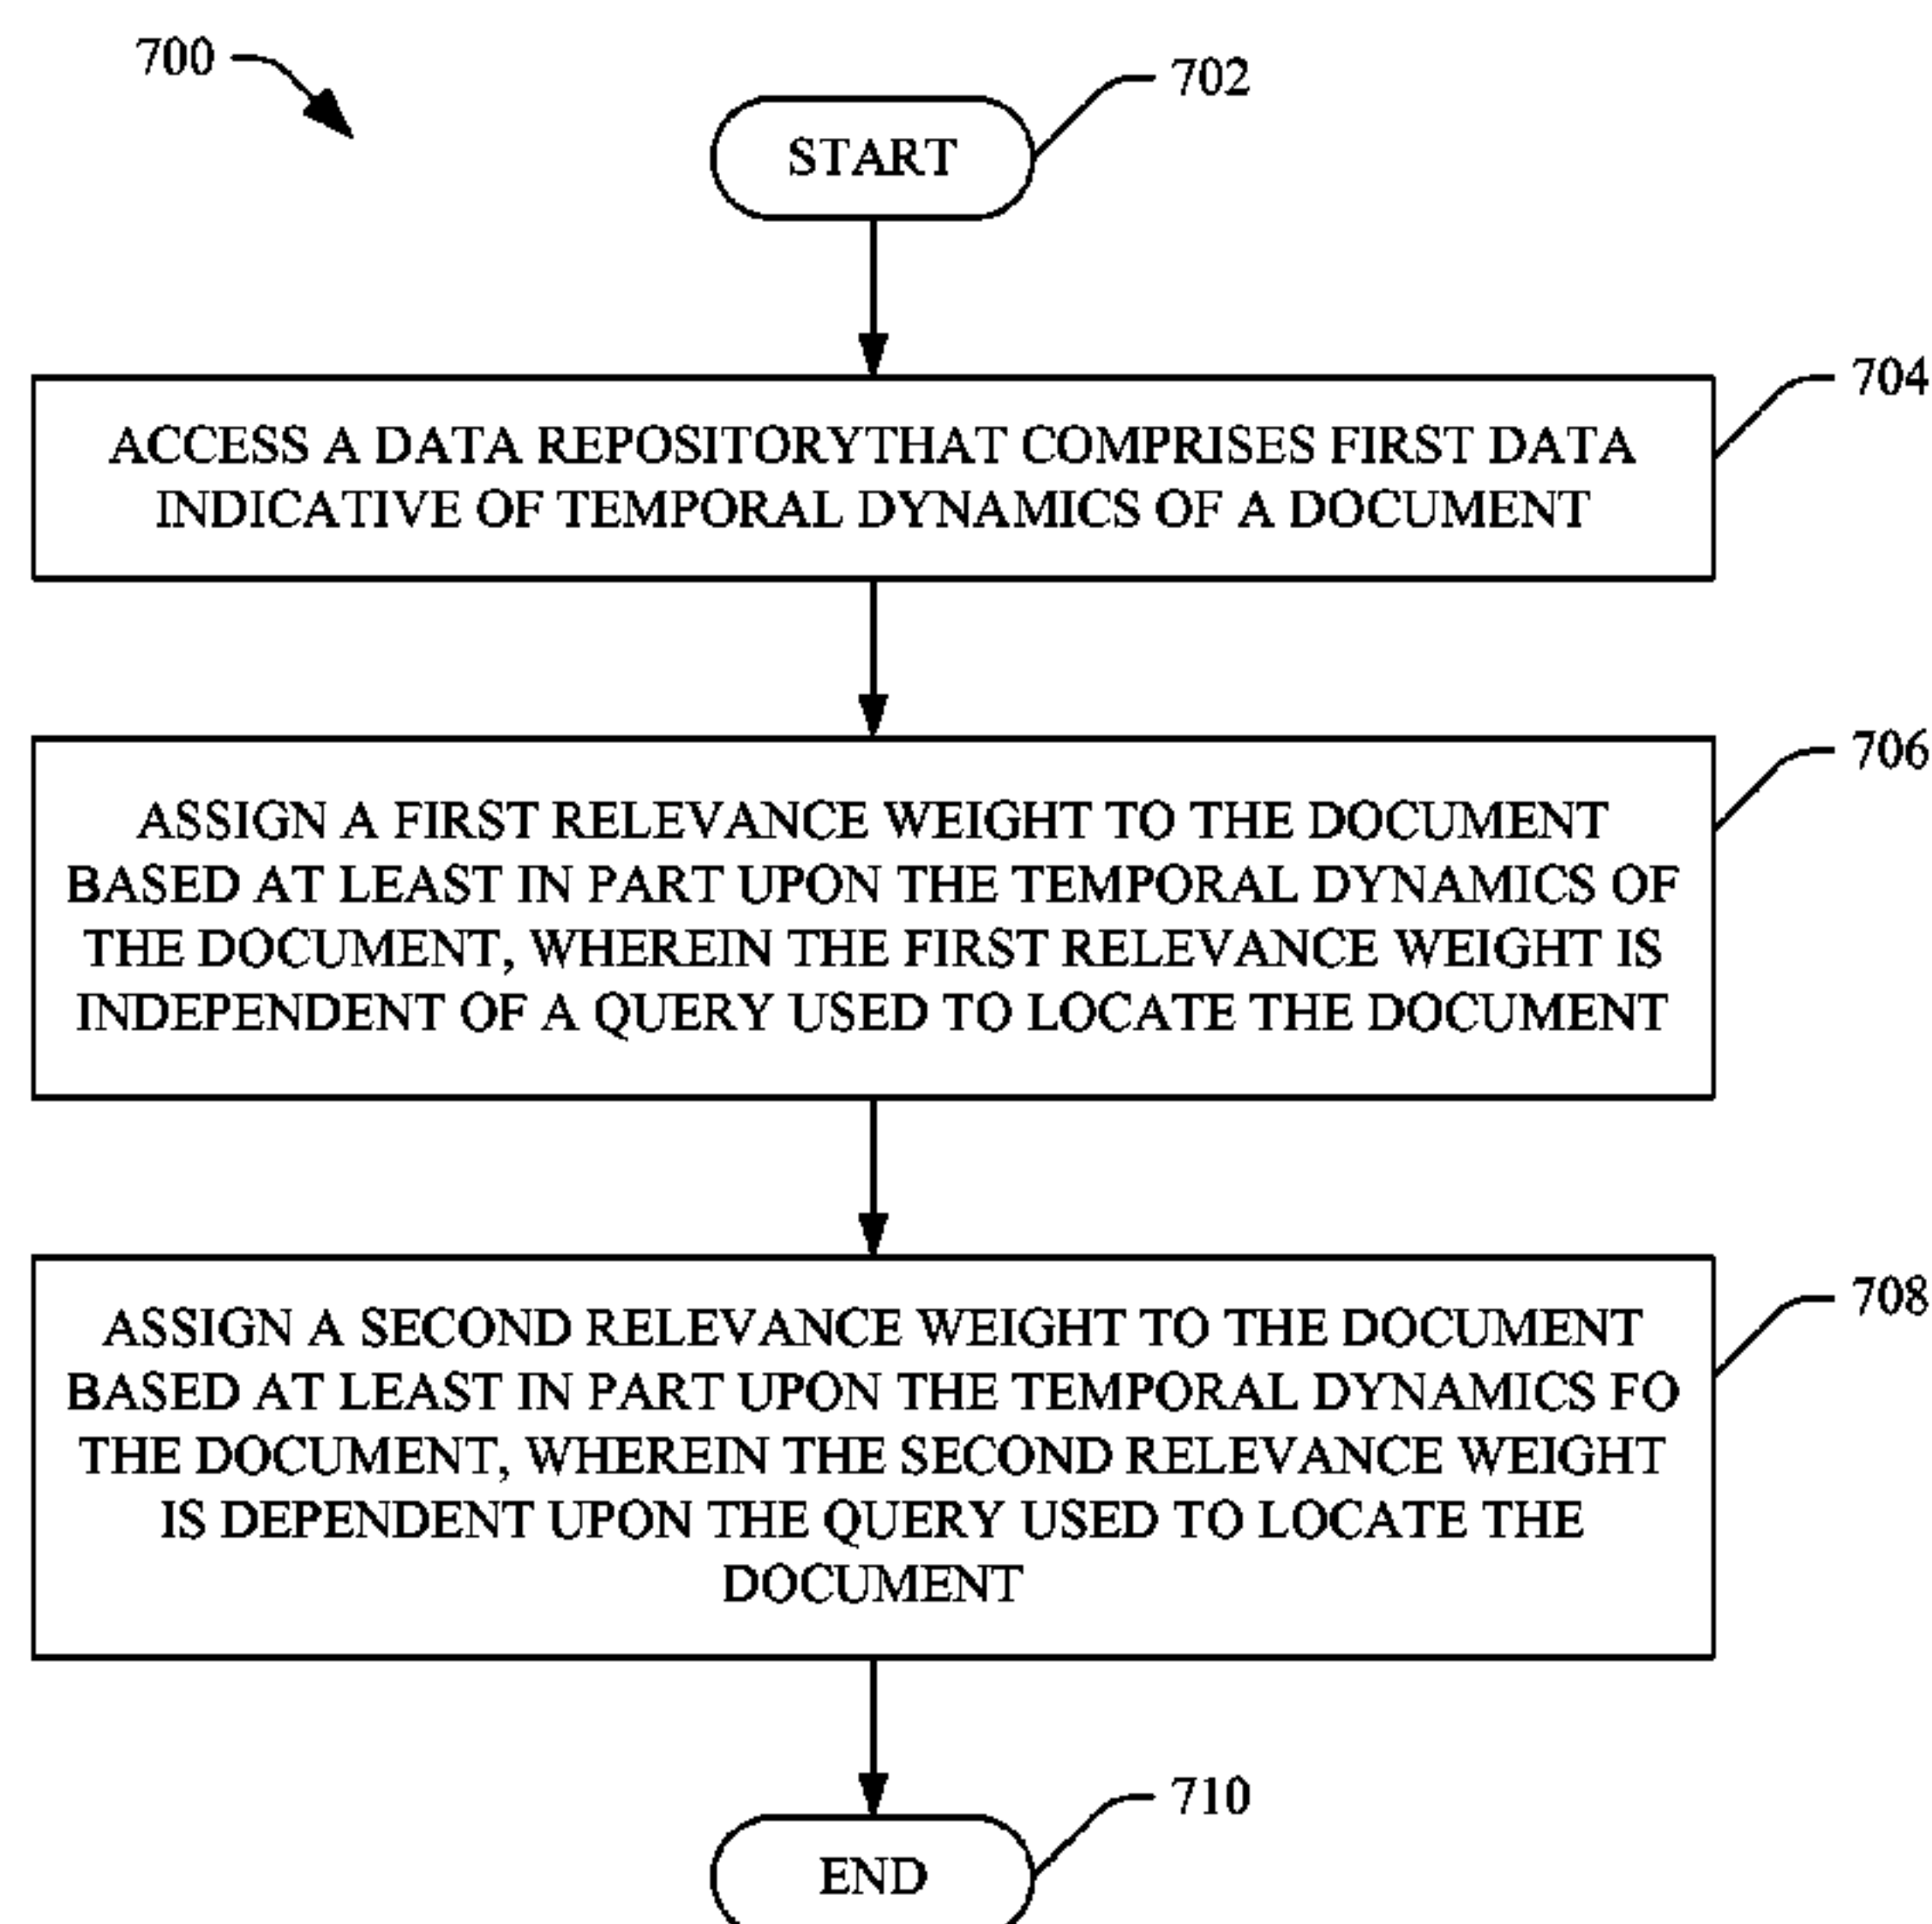 700
702
START
704
ACCESS A DATA REPOSITORYTHAT COMPRISES FIRST DATA
INDICATIVE OF TEMPORAL DYNAMICS OF A DOCUMENT
706
ASSIGN A FIRST RELEVANCE WEIGHT TO THE DOCUMENT
BASED AT LEAST IN PART UPON THE TEMPORAL DYNAMICS OF
THE DOCUMENT, WHEREIN THE FIRST RELEVANCE WEIGHT IS
INDEPENDENT OF A QUERY USED TO LOCATE THE DOCUMENT
708
ASSIGN A SECOND RELEVANCE WEIGHT TO THE DOCUMENT
BASED AT LEAST IN PART UPON THE TEMPORAL DYNAMICS FO
THE DOCUMENT, WHEREIN THE SECOND RELEVANCE WEIGHT
IS DEPENDENT UPON THE QUERY USED TO LOCATE THE
DOCUMENT
710
END